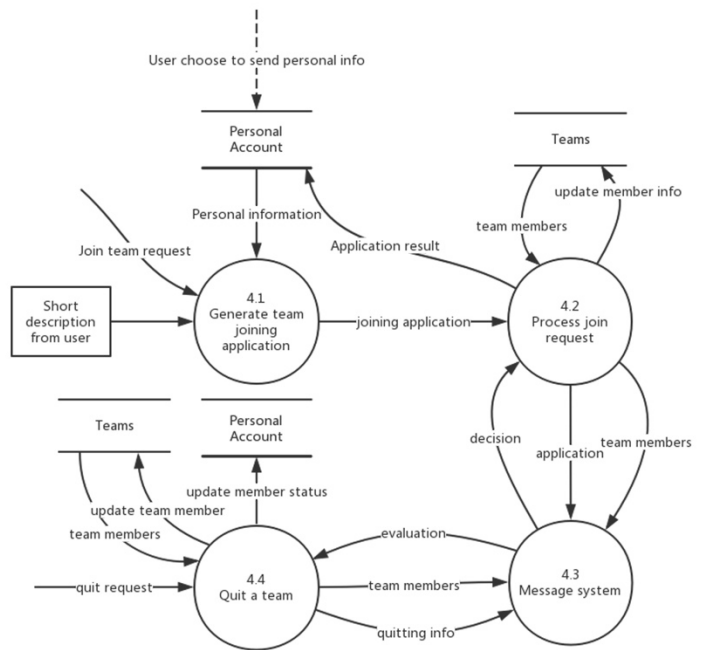 User choose to send personal info
Personal
Account
Teams
Personal information
update member info
team members
Join team request
Application result
Short
description
from user
4.1
Generate team
joining
application
joining application
4.2
Process join
request
Teams
Personal
Account
decision
application
team members
update member status
update member team
team members
evaluation
quit request
4.4
Quit a team
team members
4.3
Message system
quitting info